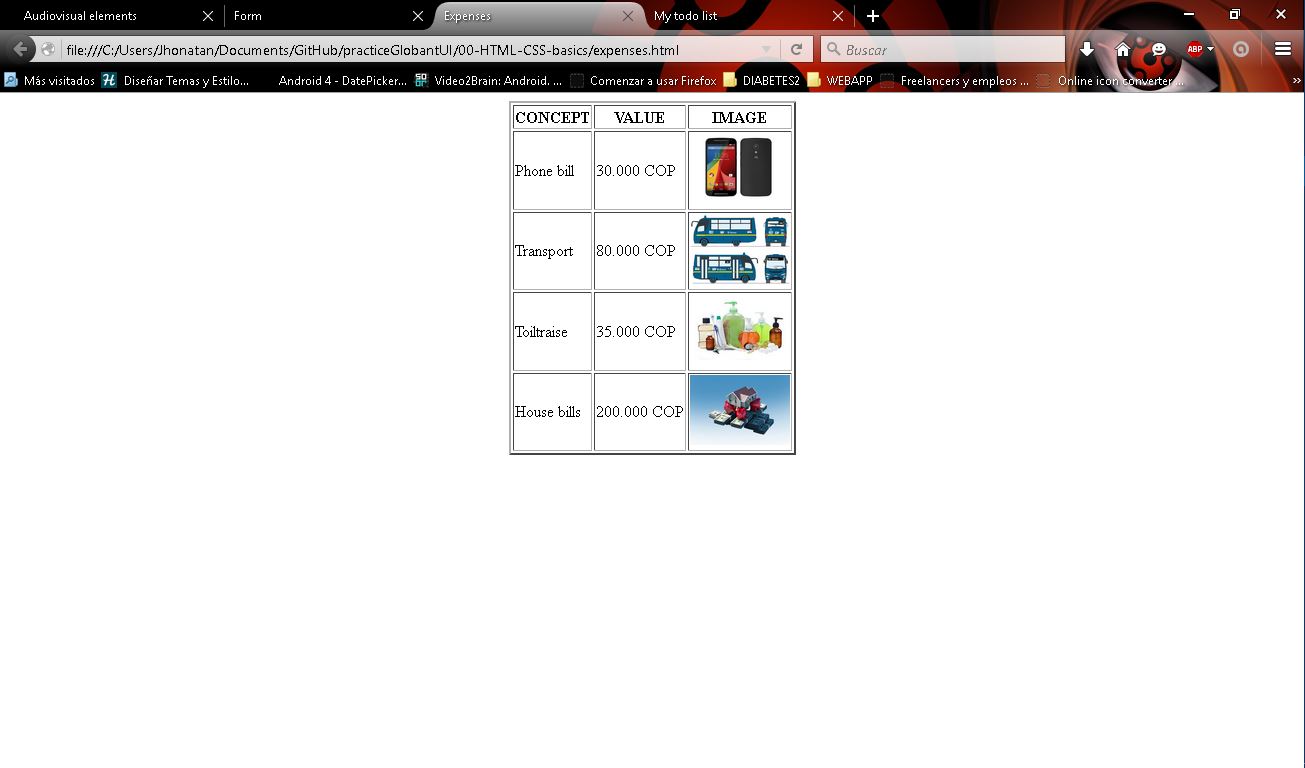 Audiovisual elements Form Expenses My todo list
file:///C:/Users/Jhonatan/Documents/GitHub/practiceGlobantUI/00-HTML-CSS-basics/expenses.html Buscar ABP
Más visitados Diseñar Temas y Estilo... Android 4 - DatePicker... Video2Brain: Android. ... Comenzar a usar Firefox DIABETES2 WEBAPP Freelancers y empleos ... Online icon converter ...
CONCEPT VALUE IMAGE
Phone bill 30.000 COP
Transport 80.000 COP
Toiltraise 35.000 COP
House bills 200.000 COP